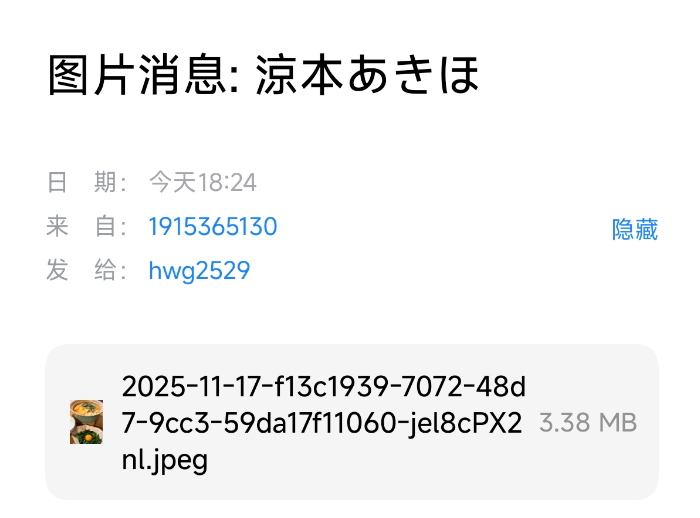 图片消息: 涼本あきほ
日 期: 今天18:24
来 自: 1915365130 隐藏
发 给: hwg2529
2025-11-17-f13c1939-7072-48d
7-9cc3-59da17f11060-jel8cPX2 3.38 MB
nl.jpeg